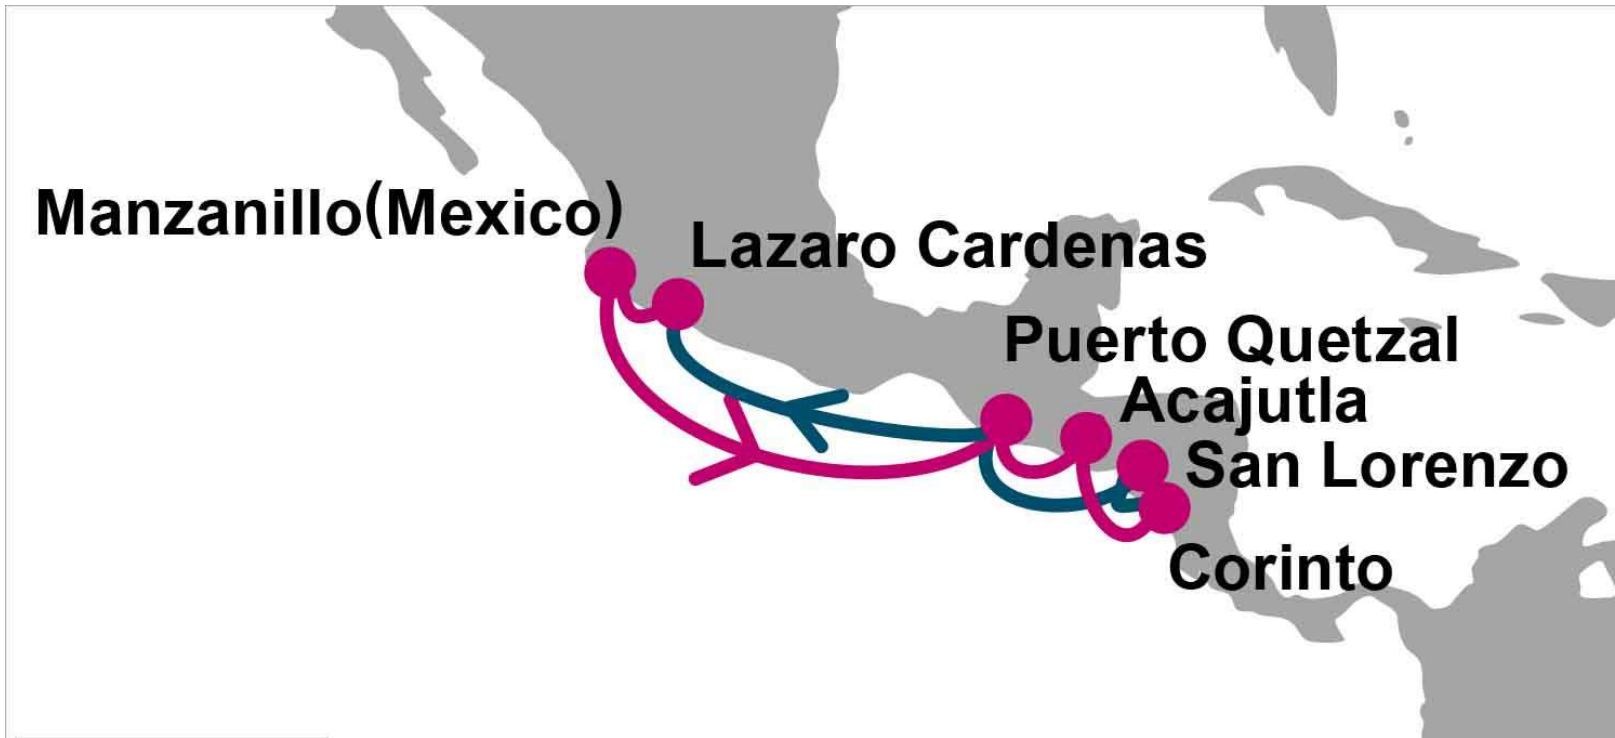 Manzanillo(Mexico)
Lazaro Cardenas
Puerto Quetzal
Acajutla
San Lorenzo
Corinto